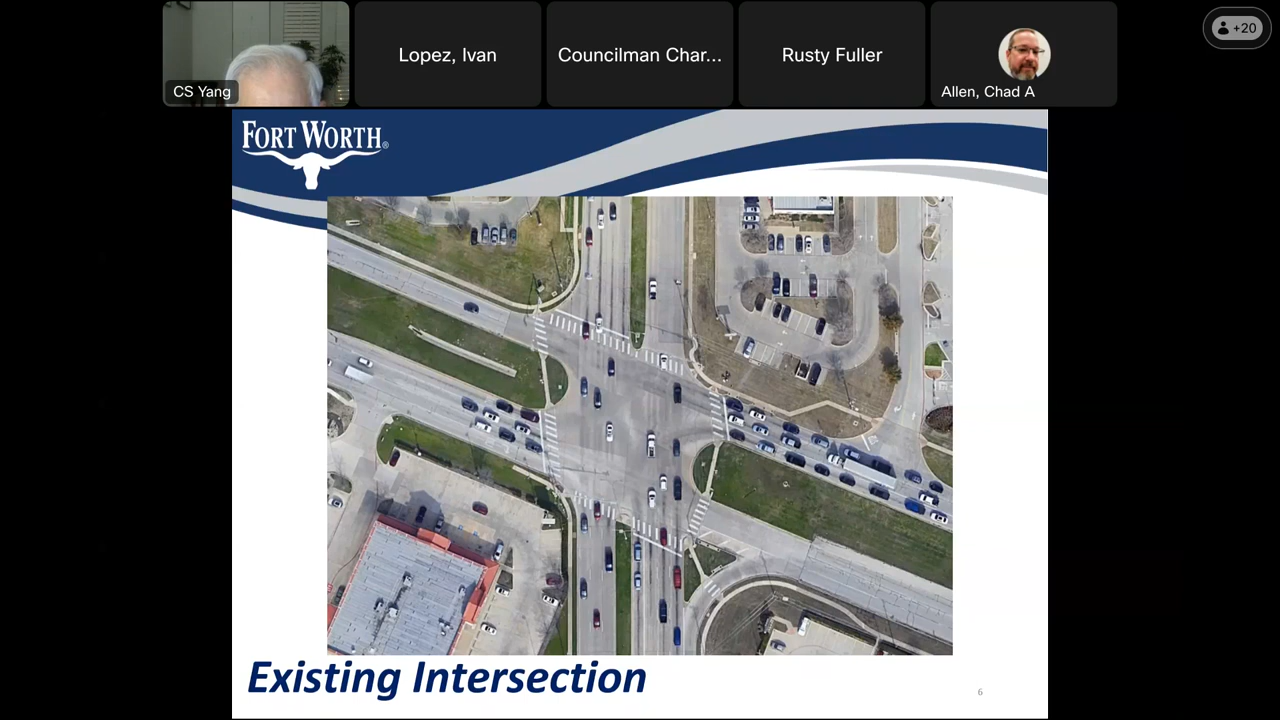 +20
CS Yang
Lopez, Ivan
Councilman Char...
Rusty Fuller
Allen, Chad A
FORT WORTH®
Existing Intersection
6